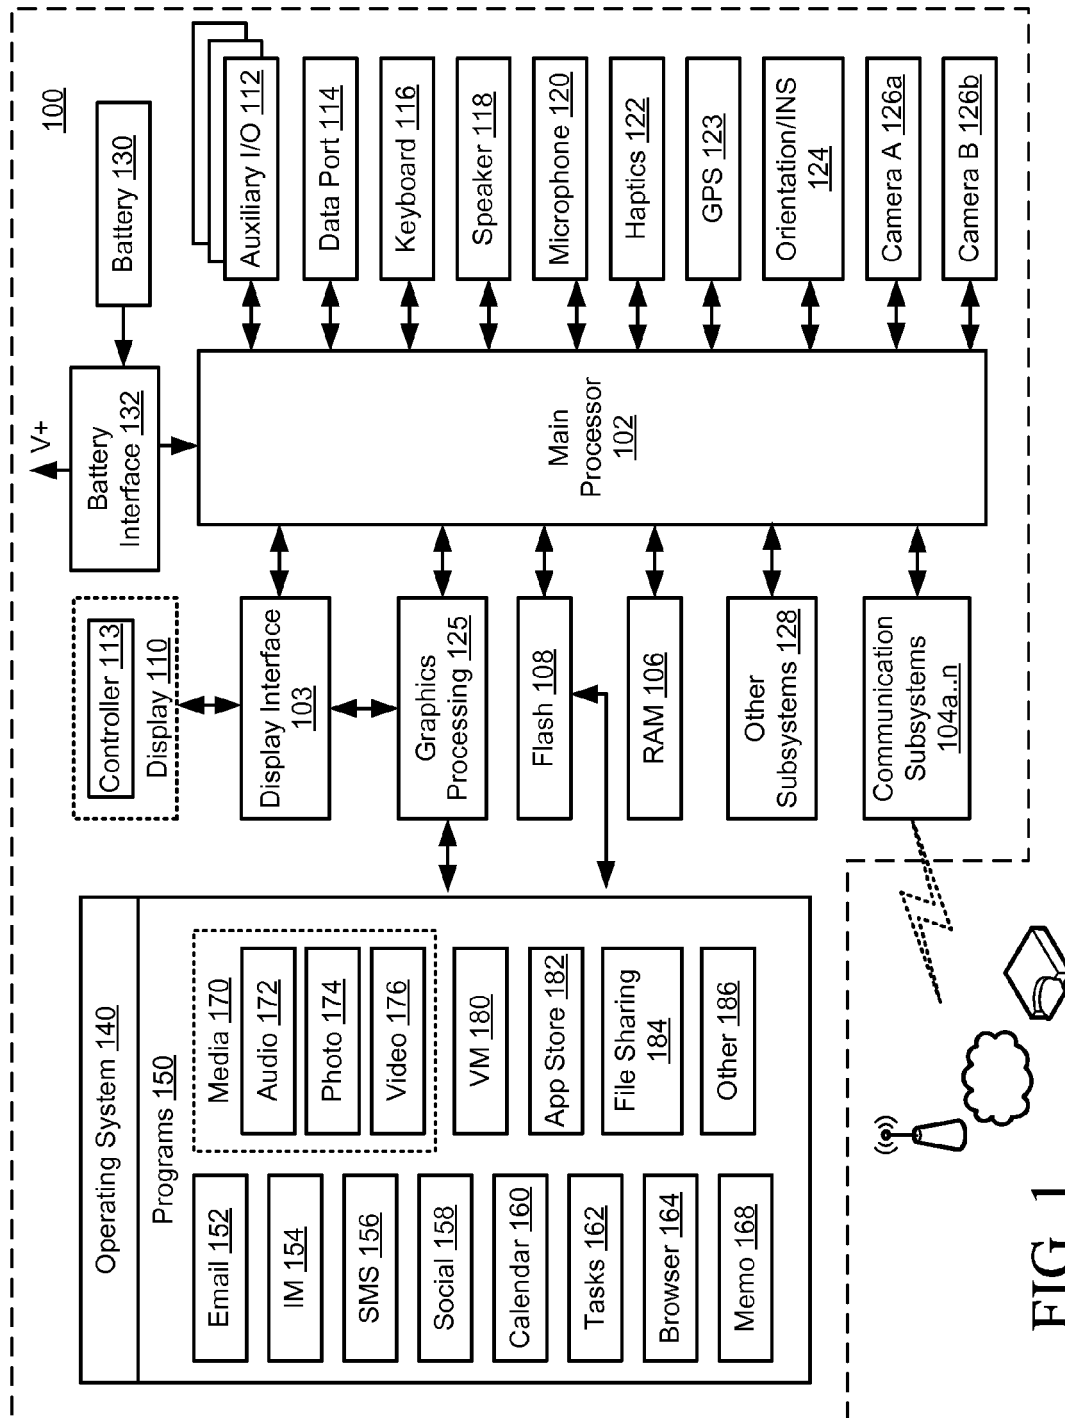 100
Operating System 140
Programs 150
Email 152
IM 154
SMS 156
Social 158
Calendar 160
Tasks 162
Browser 164
Memo 168
Media 170
Audio 172
Photo 174
Video 176
VM 180
App Store 182
File Sharing
184
Other 186
Controller 113
Display 110
Display Interface
103
Graphics
Processing 125
Flash 108
RAM 106
Other
Subsystems 128
Communication
Subsystems
104a..n
V+
Battery
Interface 132
Battery 130
Main
Processor
102
Auxiliary I/O 112
Data Port 114
Keyboard 116
Speaker 118
Microphone 120
Haptics 122
GPS 123
Orientation/INS
124
Camera A 126a
Camera B 126b
FIG. 1